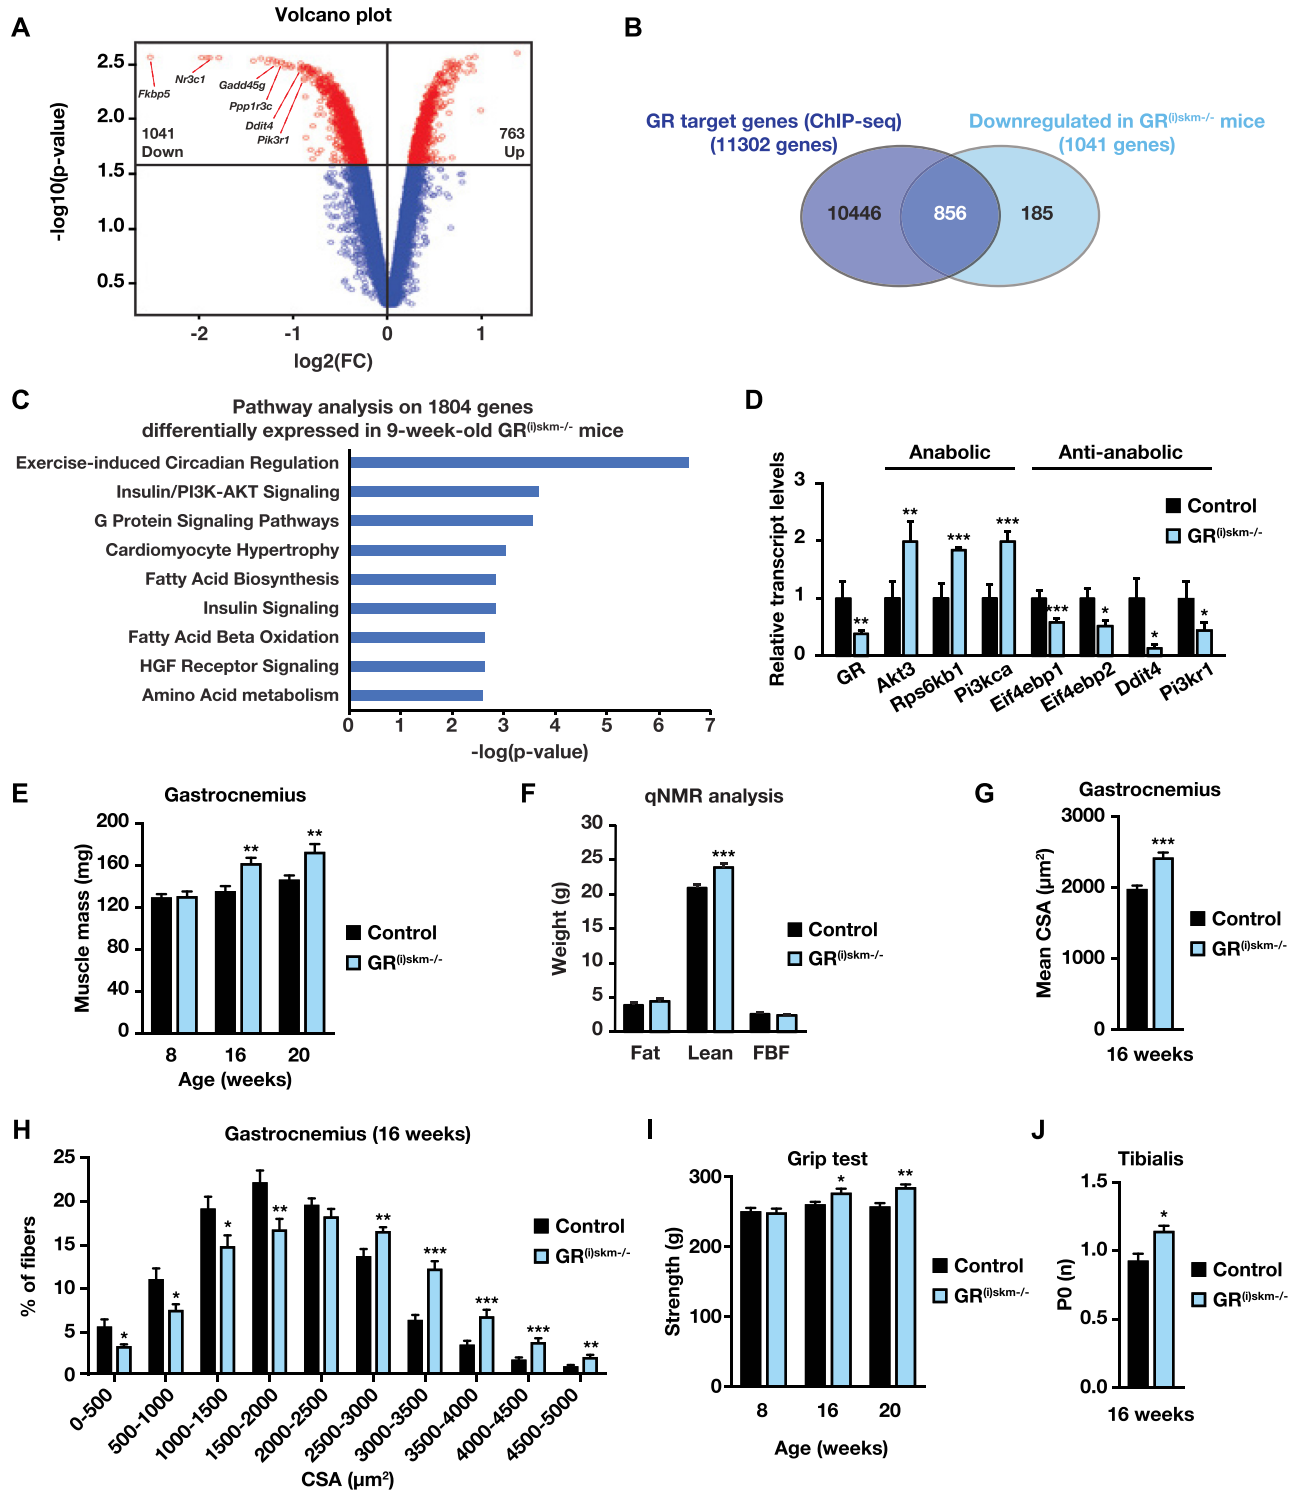 A
Volcano plot
-log10(p-value)
2.5
2.0
1.5
1.0
0.5
Fkbp5
Nr3c1
Gadd45g
Ppp1r3c
Ddit4
Pik3r1
1041
Down
763
Up
-2
-1
0
1
log2(FC)
B
GR target genes (ChIP-seq)
(11302 genes)
Downregulated in GR(i)skm-/- mice
(1041 genes)
10446
856
185
C
Pathway analysis on 1804 genes
differentially expressed in 9-week-old GR(i)skm-/- mice
Exercise-induced Circadian Regulation
Insulin/PI3K-AKT Signaling
G Protein Signaling Pathways
Cardiomyocyte Hypertrophy
Fatty Acid Biosynthesis
Insulin Signaling
Fatty Acid Beta Oxidation
HGF Receptor Signaling
Amino Acid metabolism
0 1 2 3 4 5 6 7
-log(p-value)
D
Anabolic
Anti-anabolic
Relative transcript lelvels
3
2
1
0
** ** *** *** *** * * *
Control
GR(i)skm-/-
GR
Akt3
Rps6kb1
Pi3kca
Eif4ebp1
Eif4ebp2
Ddit4
Pi3kr1
E
Gastrocnemius
Muscle mass (mg)
200
160
120
80
40
0
** **
8 16 20
Age (weeks)
Control
GR(i)skm-/-
F
qNMR analysis
Weight (g)
30
25
20
15
10
5
0
***
Fat Lean FBF
Control
GR(i)skm-/-
G
Gastrocnemius
Mean CSA (µm²)
3000
2000
1000
0
***
16 weeks
Control
GR(i)skm-/-
H
Gastrocnemius (16 weeks)
% of fibers
25
20
15
10
5
0
* * * ** ** *** *** *** **
Control
GR(i)skm-/-
0-500
500-1000
1000-1500
1500-2000
2000-2500
2500-3000
3000-3500
3500-4000
4000-4500
4500-5000
CSA (µm²)
I
Grip test
Strength (g)
300
200
100
0
* **
8 16 20
Age (weeks)
Control
GR(i)skm-/-
J
Tibialis
P0 (n)
1.5
1.0
0.5
0.0
*
16 weeks
Control
GR(i)skm-/-